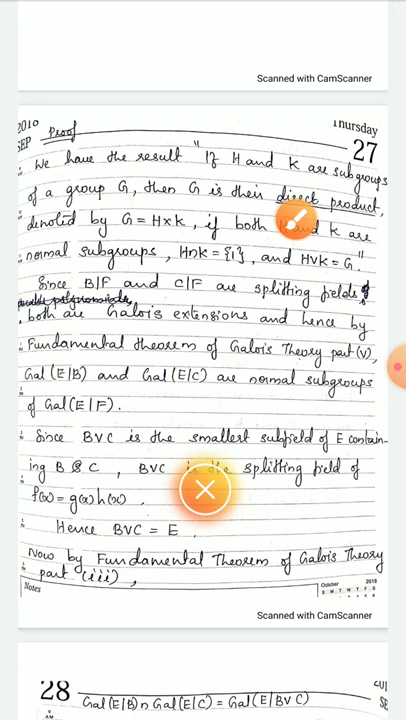 Scanned with CamScanner
2010
SEP
Thursday
27
Proof
We have the result "If H and K are subgroups
of a group G, then G is their direct product,
denoted by G = H×K, if both and K are
normal subgroups, H∩K = {1}, and H∨K = G."
Since B|F and C|F are splitting fields of
both are Galois extensions and hence by
Fundamental theorem of Galois Theory part (v),
Gal(E|B) and Gal(E|C) are normal subgroups
of Gal(E|F).
Since B∨C is the smallest subfield of E contain-
ing B & C, B∨C splitting field of
f(x) = g(x)h(x).
Hence B∨C = E.
Now by Fundamental Theorem of Galois Theory
part (iii),
Notes
October 2018
S M T W T F S
Scanned with CamScanner
28
Gal(E|B) ∩ Gal(E|C) = Gal(E|B∨C)